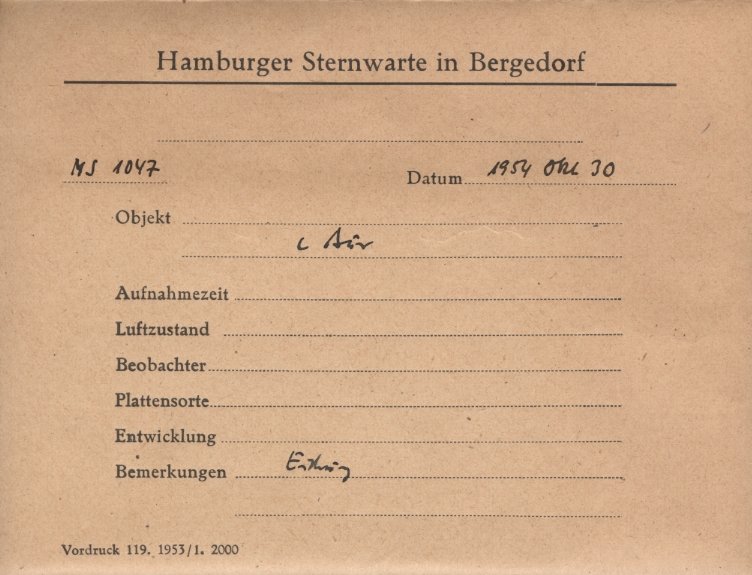 Hamburger Sternwarte in Bergedorf
MS 1047
Datum 1954 Okt 30
Objekt
Aur
Aufnahmezeit
Luftzustand
Beobachter
Plattensorte
Entwicklung
Bemerkungen
Vordruck 119. 1953/1. 2000